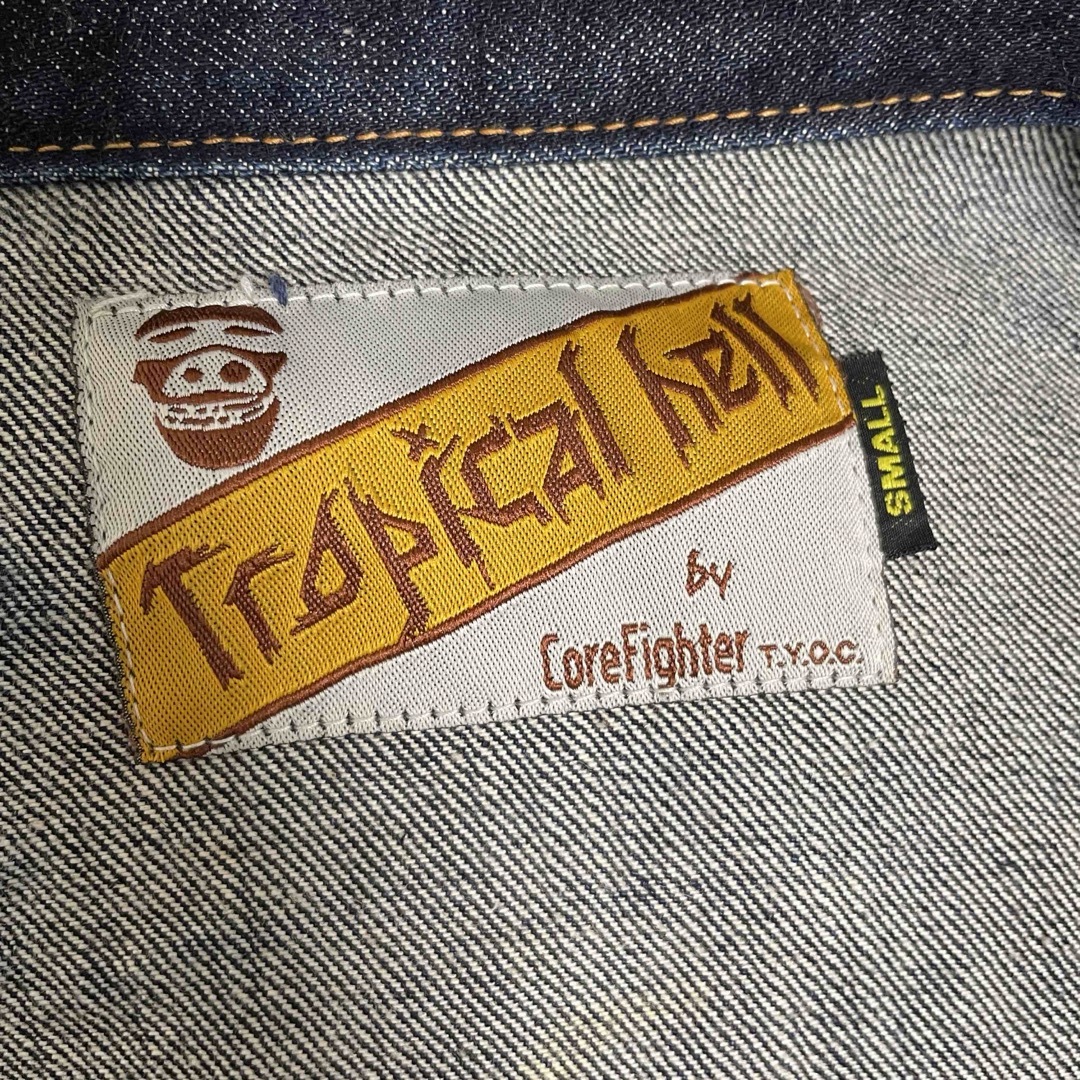 Tropical hell
by
CoreFighter T.Y.O.C.
SMALL